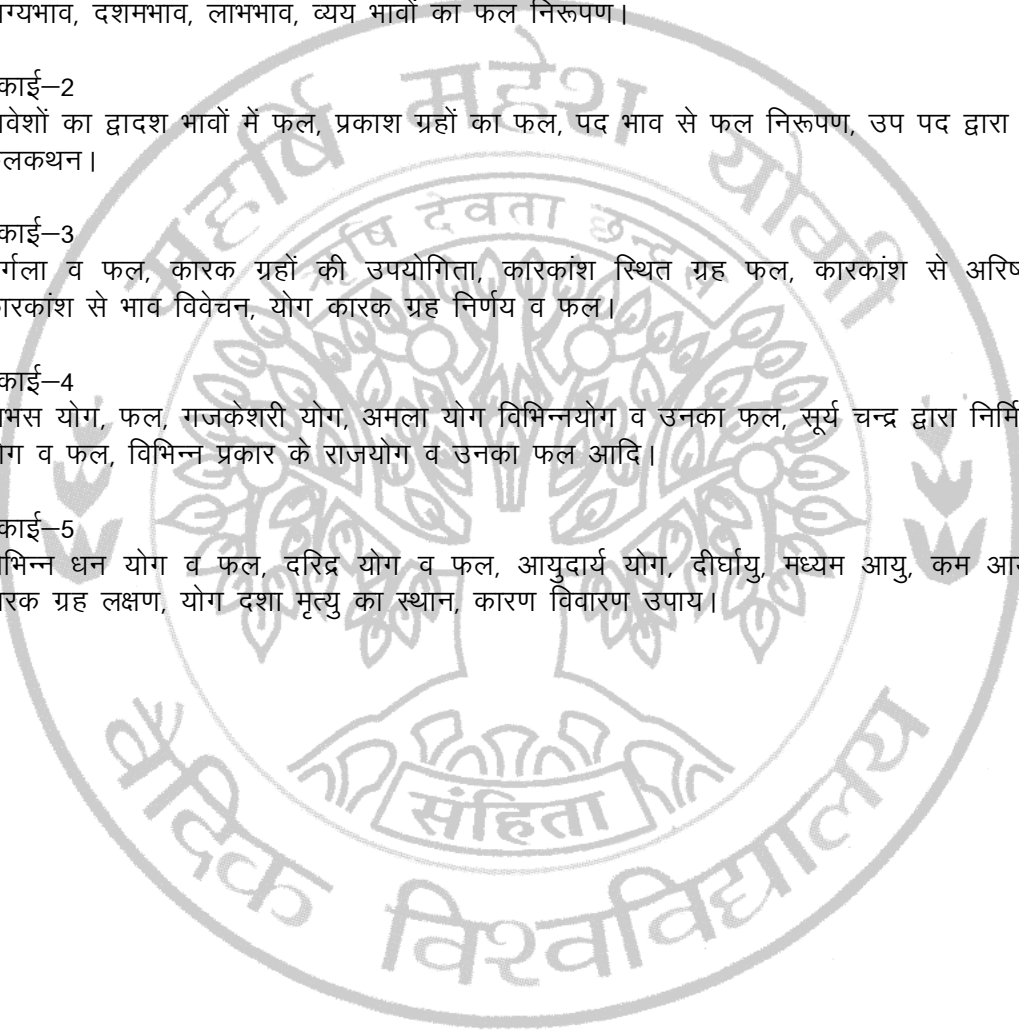 ग्यभाव, दशमभाव, लाभभाव, व्यय भावों का फल निरूपण।
काई–2
वेशों का द्वादश भावों में फल, प्रकाश ग्रहों का फल, पद भाव से फल निरूपण, उप पद द्वारा
लकथन।
काई–3
र्गला व फल, कारक ग्रहों की उपयोगिता, कारकांश स्थित ग्रह फल, कारकांश से अरिष
रकांश से भाव विवेचन, योग कारक ग्रह निर्णय व फल।
काई–4
भस योग, फल, गजकेशरी योग, अमला योग विभिन्नयोग व उनका फल, सूर्य चन्द्र द्वारा निर्मि
ोग व फल, विभिन्न प्रकार के राजयोग व उनका फल आदि।
काई–5
भिन्न धन योग व फल, दरिद्र योग व फल, आयुदार्य योग, दीर्घायु, मध्यम आयु, कम आ
रक ग्रह लक्षण, योग दशा मृत्यु का स्थान, कारण विवारण उपाय।
महर्षि महेश योगी
ऋषि देवता छन्दस
संहिता
वैदिक विश्वविद्यालय